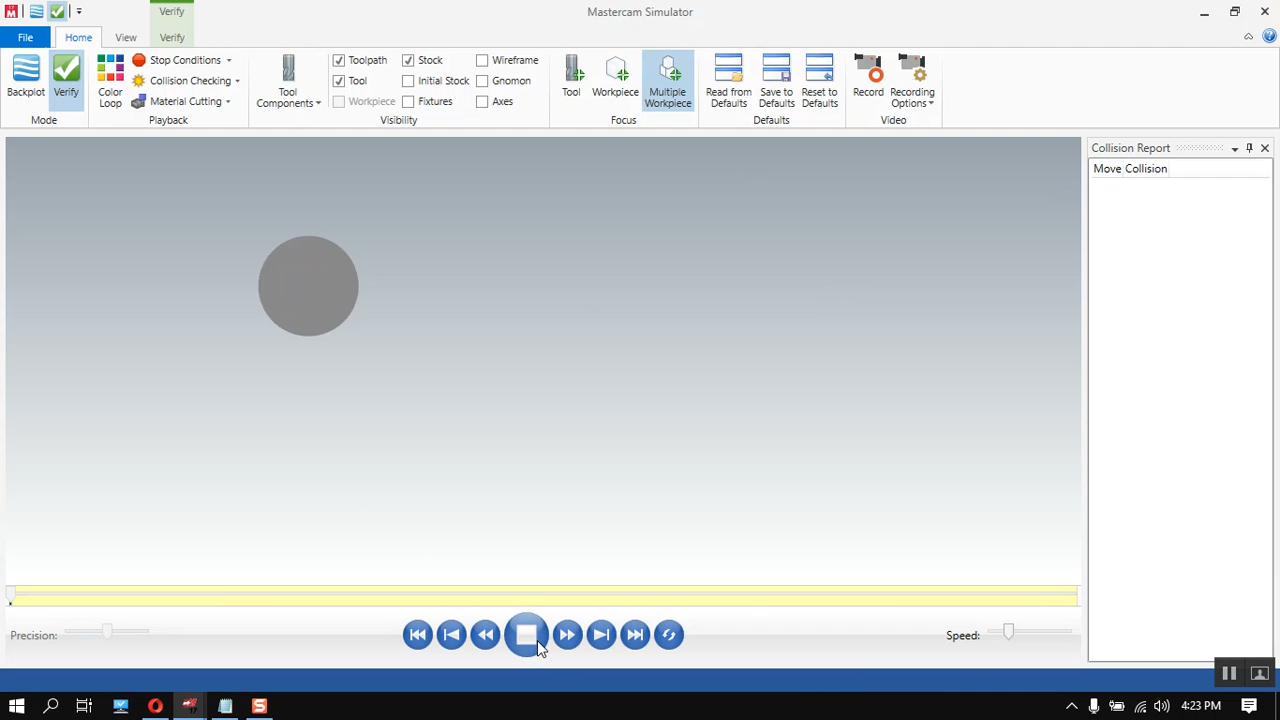 Verify
Mastercam Simulator
File
Home
View
Verify
Backplot
Verify
Mode
Color Loop
Stop Conditions
Collision Checking
Material Cutting
Playback
Tool Components
Toolpath
Tool
Workpiece
Stock
Initial Stock
Fixtures
Wireframe
Gnomon
Axes
Visibility
Tool
Workpiece
Multiple Workpiece
Focus
Read from Defaults
Save to Defaults
Reset to Defaults
Defaults
Record
Recording Options
Video
Collision Report
Move Collision
Precision:
Speed:
4:23 PM